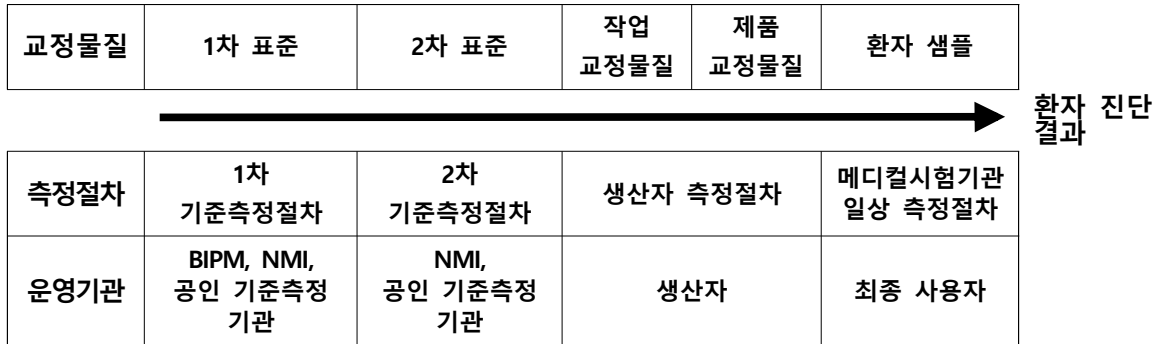 교정물질 1차 표준 2차 표준 작업 교정물질 제품 교정물질 환자 샘플
환자 진단
결과
측정절차 1차 기준측정절차 2차 기준측정절차 생산자 측정절차 메디컬시험기관 일상 측정절차
운영기관 BIPM, NMI, 공인 기준측정 기관 NMI, 공인 기준측정 기관 생산자 최종 사용자